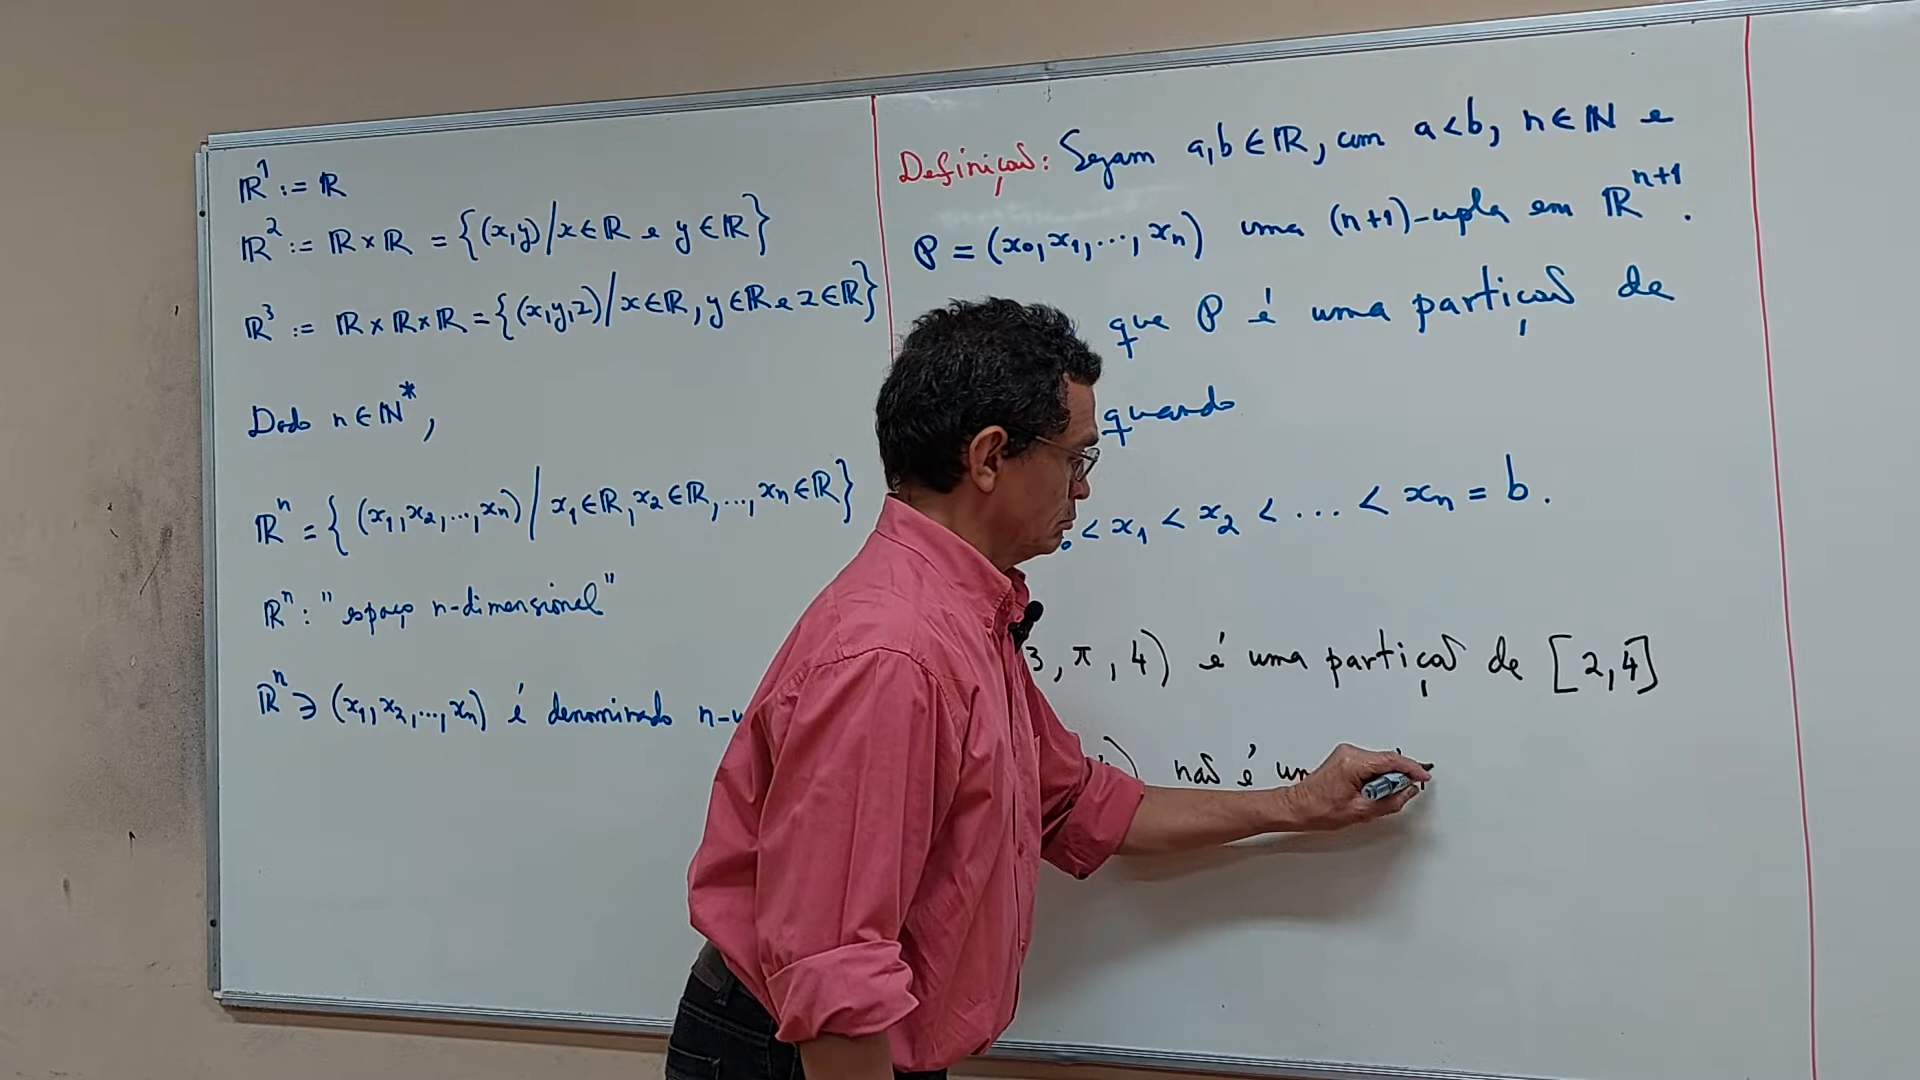 ℝ¹ := ℝ
ℝ² := ℝ × ℝ = {(x,y) / x ∈ ℝ e y ∈ ℝ}
ℝ³ := ℝ × ℝ × ℝ = {(x,y,z) / x ∈ ℝ, y ∈ ℝ e z ∈ ℝ}
Dado n ∈ ℕ*,
ℝⁿ = {(x₁,x₂,...,xₙ) / x₁ ∈ ℝ, x₂ ∈ ℝ, ..., xₙ ∈ ℝ}
ℝⁿ : "espaço n-dimensional"
ℝⁿ ∋ (x₁,x₂,...,xₙ) é denominado n-u
Definição: Sejam a,b ∈ ℝ, com a<b, n ∈ ℕ e
P = (x₀,x₁,...,xₙ) uma (n+1)-upla em ℝⁿ⁺¹.
que P é uma partição de
quando
₀ < x₁ < x₂ < ... < xₙ = b.
3, π, 4) é uma partição de [2,4]
) não é